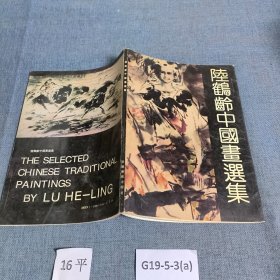 陸鶴齡中國畫選集
THE SELECTED
CHINESE TRADITIONAL
PAINTINGS
BY LU HE-LING
16平
G19-5-3(a)